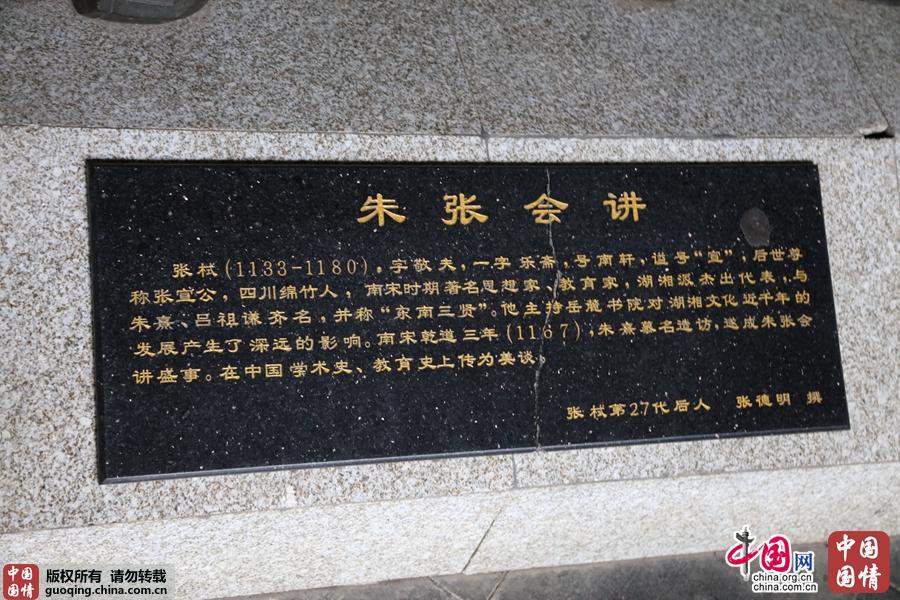 朱张会讲
张栻(1133-1180),字敬夫,一字乐斋,号南轩,谥号“宣”;后世尊
称张宣公,四川绵竹人,南宋时期著名思想家、教育家,湖湘派杰出代表,与
朱熹、吕祖谦齐名,并称“东南三贤”。他主持岳麓书院对湖湘文化近千年的
发展产生了深远的影响。南宋乾道三年(1167),朱熹慕名造访,遂成朱张会
讲盛事。在中国学术史、教育史上传为美谈。
张栻第27代后人 张德明 撰
中国国情
版权所有 请勿转载
guoqing.china.com.cn
中国网
china.org.cn
china.com.cn
中国国情